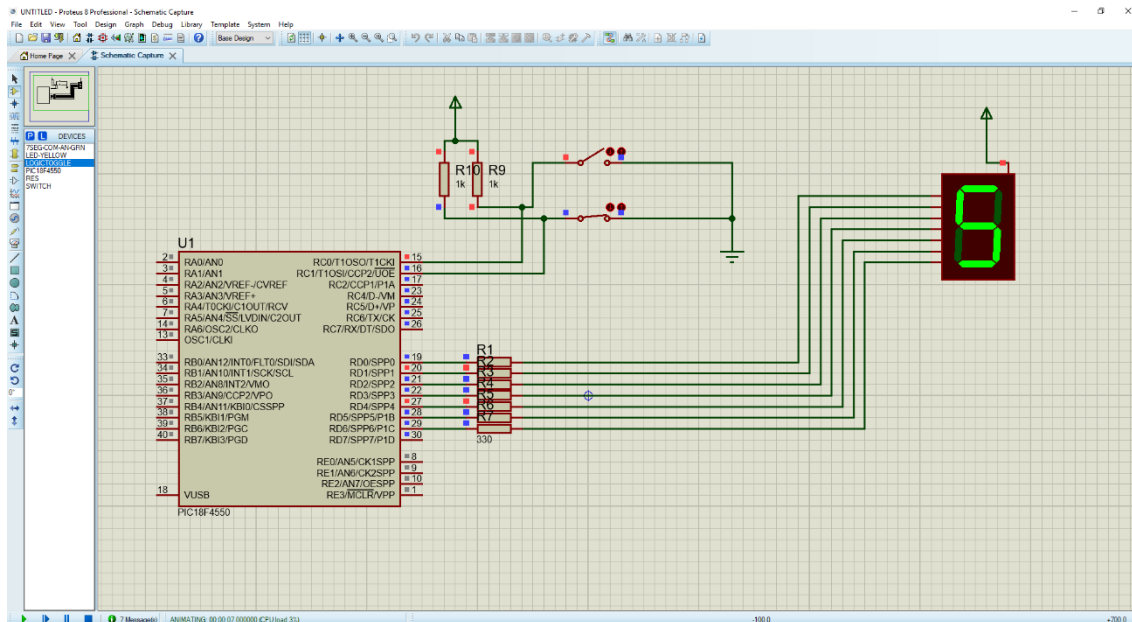 UNTITLED - Proteus 8 Professional - Schematic Capture
File Edit View Tool Design Graph Debug Library Template System Help
Base Design
Home Page Schematic Capture
P L DEVICES
7SEG-COM-AN-GRN
LED-YELLOW
LOGICTOGGLE
PIC18F4550
RES
SWITCH
0°
R10 R9
1k 1k
U1
2 RA0/AN0 RC0/T1OSO/T1CKI 15
3 RA1/AN1 RC1/T1OSI/CCP2/UOE 16
4 RA2/AN2/VREF-/CVREF RC2/CCP1/P1A 17
5 RA3/AN3/VREF+ RC4/D-/VM 23
6 RA4/T0CKI/C1OUT/RCV RC5/D+/VP 24
7 RA5/AN4/SS/LVDIN/C2OUT RC6/TX/CK 25
14 RA6/OSC2/CLKO RC7/RX/DT/SDO 26
13 OSC1/CLKI
33 RB0/AN12/INT0/FLT0/SDI/SDA RD0/SPP0 19
34 RB1/AN10/INT1/SCK/SCL RD1/SPP1 20
35 RB2/AN8/INT2/VMO RD2/SPP2 21
36 RB3/AN9/CCP2/VPO RD3/SPP3 22
37 RB4/AN11/KBI0/CSSPP RD4/SPP4 27
38 RB5/KBI1/PGM RD5/SPP5/P1B 28
39 RB6/KBI2/PGC RD6/SPP6/P1C 29
40 RB7/KBI3/PGD RD7/SPP7/P1D 30
RE0/AN5/CK1SPP 8
RE1/AN6/CK2SPP 9
RE2/AN7/OESPP 10
18 VUSB RE3/MCLR/VPP 1
PIC18F4550
R1
R2
R3
R4
R5
R6
R7
330
5
7 Message(s) ANIMATING: 00:00:07.000000 (CPU load 3%) -100.0 +700.0